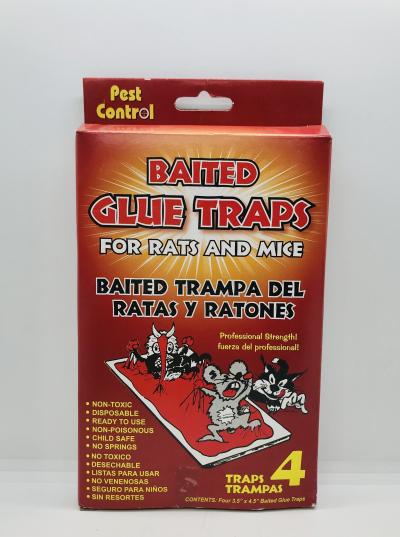 Pest
Control
BAITED
GLUE TRAPS
FOR RATS AND MICE
BAITED TRAMPA DEL
RATAS Y RATONES
Professional Strength!
fuerza del professional!
• NON-TOXIC
• DISPOSABLE
• READY TO USE
• NON-POISONOUS
• CHILD SAFE
• NO SPRINGS
• NO TOXICO
• DESECHABLE
• LISTAS PARA USAR
• NO VENENOSAS
• SEGURO PARA NIÑOS
• SIN RESORTES
TRAPS
TRAMPAS 4
CONTENTS: Four 3.5" x 4.5" Baited Glue Traps